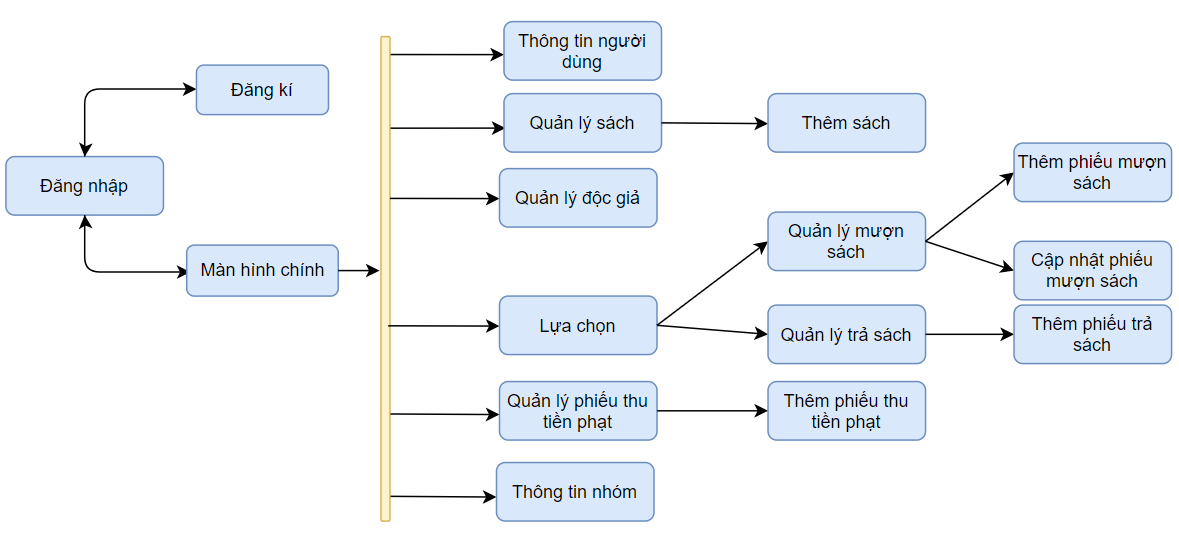 Thông tin người
dùng
Đăng kí
Quản lý sách
Thêm sách
Thêm phiếu mượn
sách
Đăng nhập
Quản lý độc giả
Quản lý mượn
sách
Màn hình chính
Cập nhật phiếu
mượn sách
Lựa chọn
Quản lý trả sách
Thêm phiếu trả
sách
Quản lý phiếu thu
tiền phạt
Thêm phiếu thu
tiền phạt
Thông tin nhóm